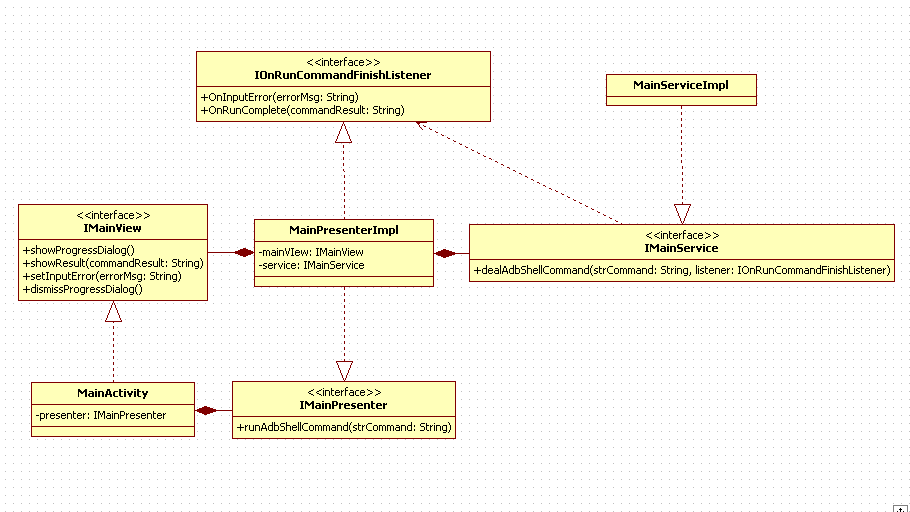 <<interface>>
IOnRunCommandFinishListener
+OnInputError(errorMsg: String)
+OnRunComplete(commandResult: String)
MainServiceImpl
<<interface>>
IMainView
+showProgressDialog()
+showResult(commandResult: String)
+setInputError(errorMsg: String)
+dismissProgressDialog()
MainPresenterImpl
-mainVIew: IMainView
-service: IMainService
<<interface>>
IMainService
+dealAdbShellCommand(strCommand: String, listener: IOnRunCommandFinishListener)
MainActivity
-presenter: IMainPresenter
<<interface>>
IMainPresenter
+runAdbShellCommand(strCommand: String)